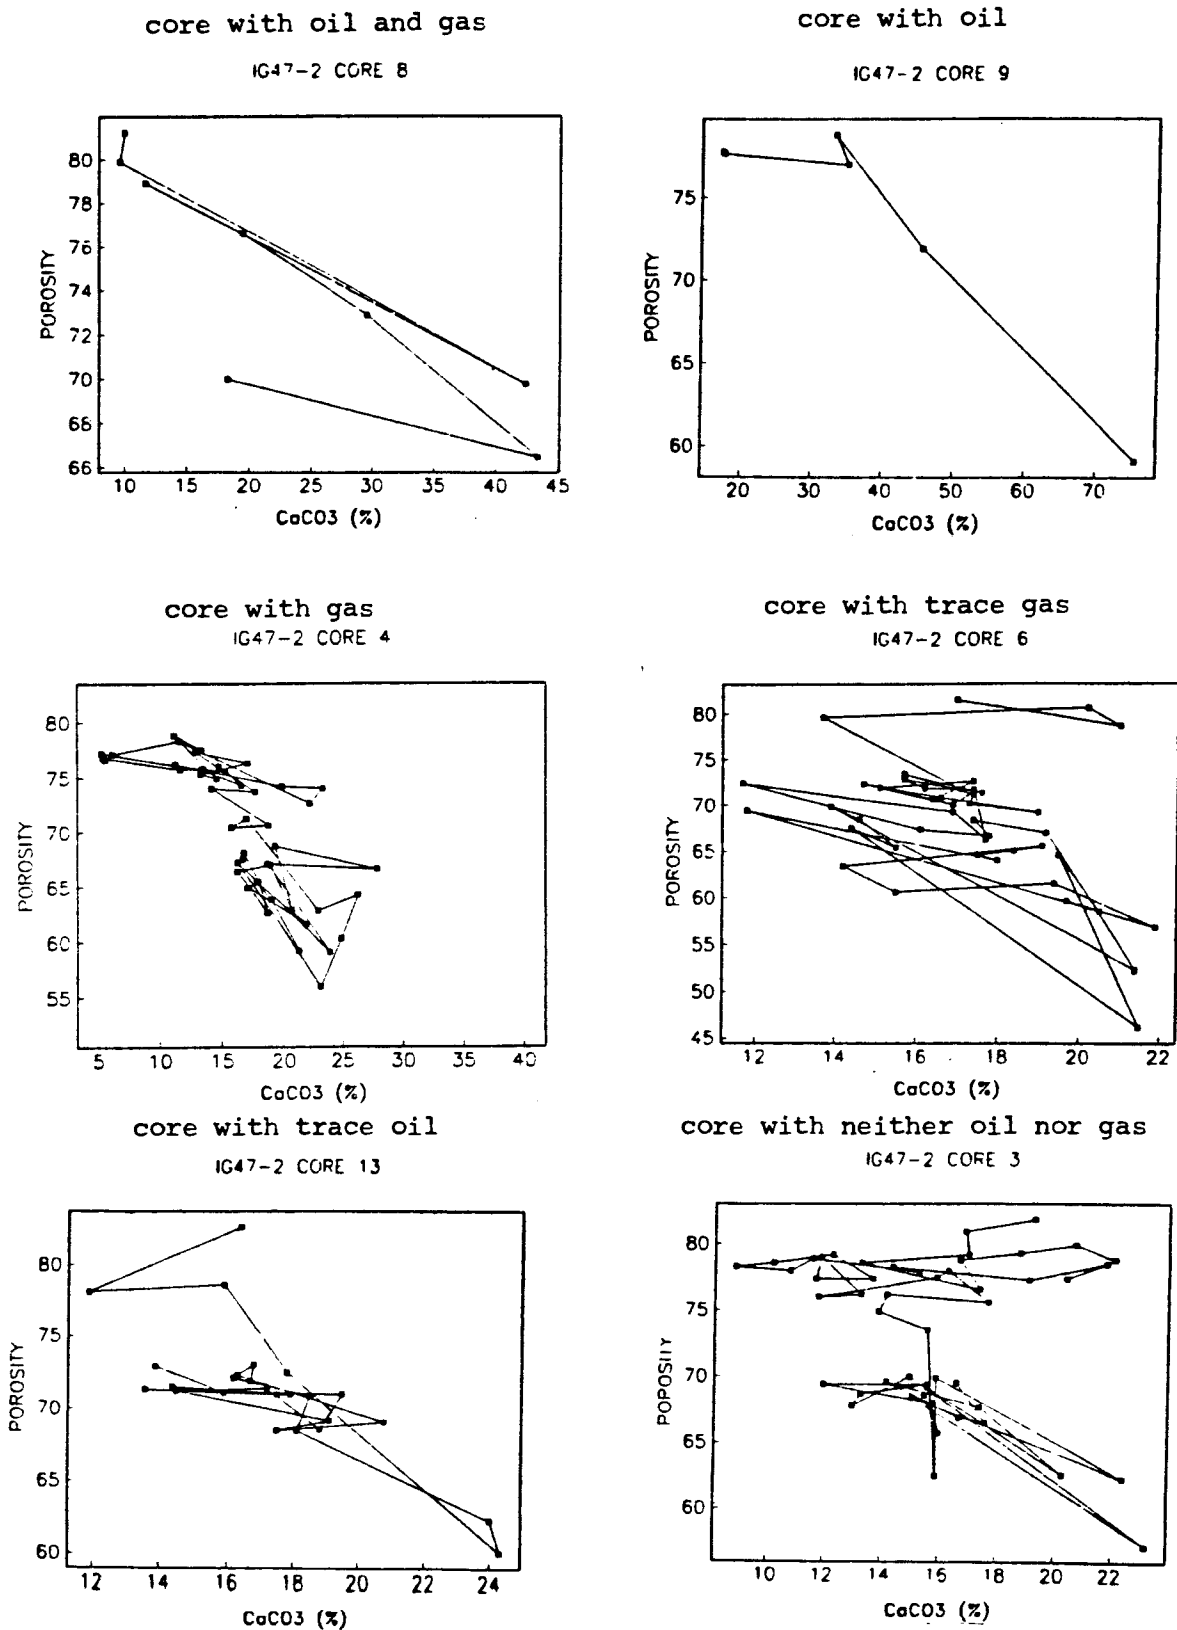 core with oil and gas
IG47-2 CORE 8
80
78
76
74
72
70
68
66
POROSITY
10 15 20 25 30 35 40 45
CaCO3 (%)
core with oil
IG47-2 CORE 9
75
70
65
60
POROSITY
20 30 40 50 60 70
CaCO3 (%)
core with gas
IG47-2 CORE 4
80
75
70
65
60
55
POROSITY
5 10 15 20 25 30 35 40
CaCO3 (%)
core with trace gas
IG47-2 CORE 6
80
75
70
65
60
55
50
45
POROSITY
12 14 16 18 20 22
CaCO3 (%)
core with trace oil
IG47-2 CORE 13
80
75
70
65
60
POROSITY
12 14 16 18 20 22 24
CaCO3 (%)
core with neither oil nor gas
IG47-2 CORE 3
80
75
70
65
60
POPOSITY
10 12 14 16 18 20 22
CaCO3 (%)